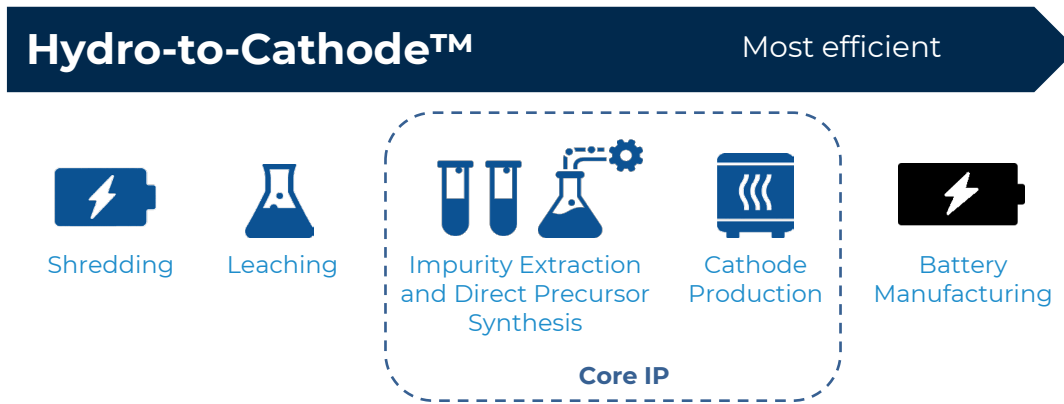 Hydro-to-Cathode™
Most efficient
Shredding
Leaching
Impurity Extraction
and Direct Precursor
Synthesis
Cathode
Production
Battery
Manufacturing
Core IP